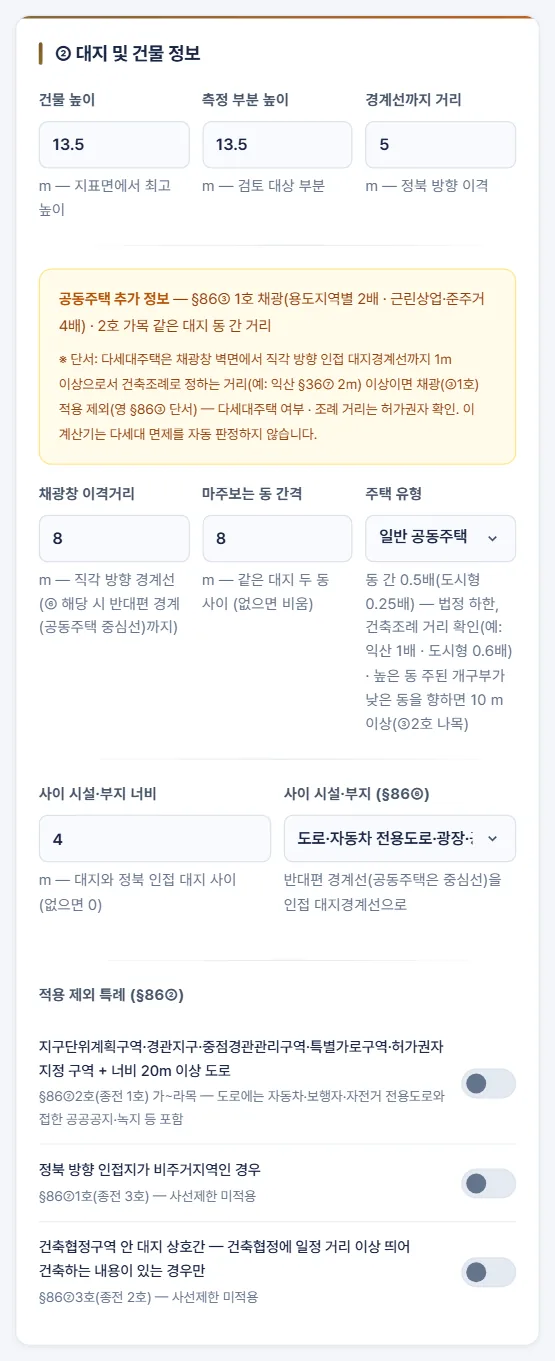 ② 대지 및 건물 정보
건물 높이
측정 부분 높이
경계선까지 거리
13.5
13.5
5
m — 지표면에서 최고
높이
m — 검토 대상 부분
m — 정북 방향 이격
공동주택 추가 정보 — §86③ 1호 채광(용도지역별 2배 · 근린상업·준주거
4배) · 2호 가목 같은 대지 동 간 거리
※ 단서: 다세대주택은 채광창 벽면에서 직각 방향 인접 대지경계선까지 1m
이상으로서 건축조례로 정하는 거리(예: 익산 §36⑦ 2m) 이상이면 채광(③1호)
적용 제외(영 §86③ 단서) — 다세대주택 여부 · 조례 거리는 허가권자 확인. 이
계산기는 다세대 면제를 자동 판정하지 않습니다.
채광창 이격거리
마주보는 동 간격
주택 유형
8
8
일반 공동주택
m — 직각 방향 경계선
(⑥ 해당 시 반대편 경계
(공동주택 중심선)까지)
m — 같은 대지 두 동
사이 (없으면 비움)
동 간 0.5배(도시형
0.25배) — 법정 하한,
건축조례 거리 확인(예:
익산 1배 · 도시형 0.6배)
· 높은 동 주된 개구부가
낮은 동을 향하면 10 m
이상(③2호 나목)
사이 시설·부지 너비
사이 시설·부지 (§86⑥)
4
도로·자동차 전용도로·광장·
m — 대지와 정북 인접 대지 사이
(없으면 0)
반대편 경계선(공동주택은 중심선)을
인접 대지경계선으로
적용 제외 특례 (§86②)
지구단위계획구역·경관지구·중점경관관리구역·특별가로구역·허가권자
지정 구역 + 너비 20m 이상 도로
§86②2호(종전 1호) 가~라목 — 도로에는 자동차·보행자·자전거 전용도로와
접한 공공공지·녹지 등 포함
정북 방향 인접지가 비주거지역인 경우
§86②1호(종전 3호) — 사선제한 미적용
건축협정구역 안 대지 상호간 — 건축협정에 일정 거리 이상 띄어
건축하는 내용이 있는 경우만
§86②3호(종전 2호) — 사선제한 미적용